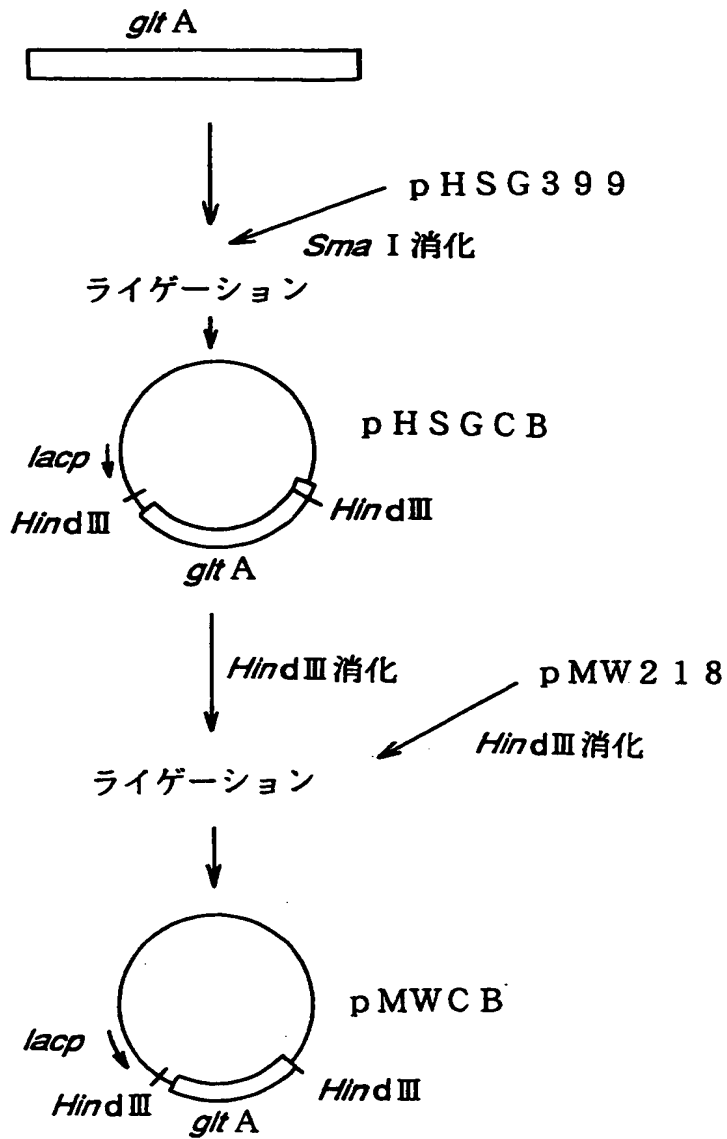 gltA
pHSG399
SmaⅠ消化
ライゲーション
pHSGCB
lacp
HindⅢ
HindⅢ
gltA
HindⅢ消化
pMW218
HindⅢ消化
ライゲーション
pMWCB
lacp
HindⅢ
HindⅢ
gltA